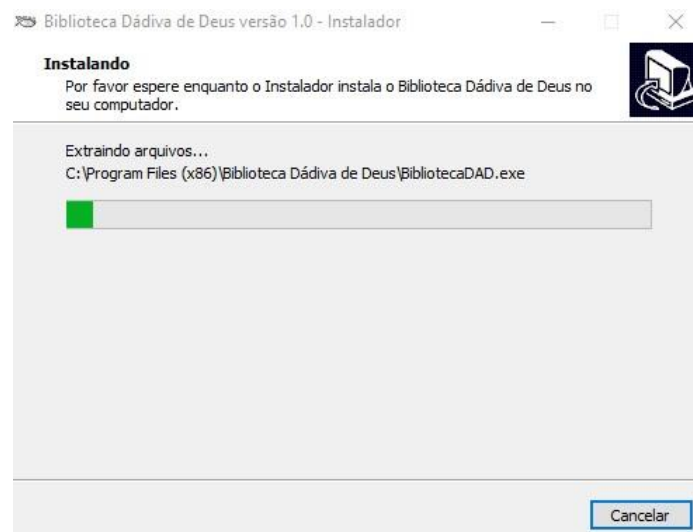 Biblioteca Dádiva de Deus versão 1.0 - Instalador
Instalando
Por favor espere enquanto o Instalador instala o Biblioteca Dádiva de Deus no
seu computador.
Extraindo arquivos...
C:\Program Files (x86)\Biblioteca Dádiva de Deus\BibliotecaDAD.exe
Cancelar